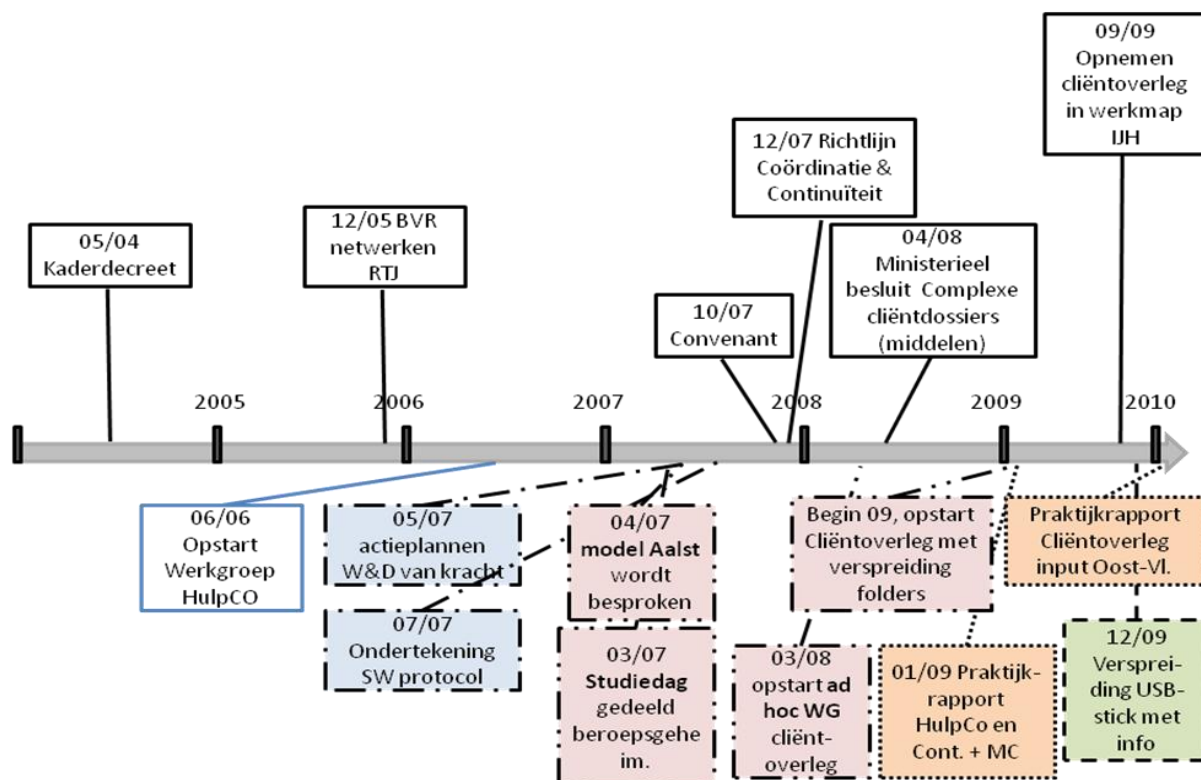 09/09
Opnemen
cliëntoverleg
in werkmap
IJH
12/07 Richtlijn
Coördinatie &
Continuïteit
05/04
Kaderdecreet
12/05 BVR
netwerken
RTJ
10/07
Convenant
04/08
Ministerieel
besluit Complexe
cliëntdossiers
(middelen)
2005
2006
2007
2008
2009
2010
06/06
Opstart
Werkgroep
HulpCO
05/07
actieplannen
W&D van kracht
07/07
Ondertekening
SW protocol
04/07
model Aalst
wordt
besproken
03/07
Studiedag
gedeeld
beroepsgehe
im.
Begin 09, opstart
Cliëntoverleg met
verspreiding
folders
03/08
opstart ad
hoc WG
cliënt-
overleg
01/09 Praktijk-
rapport
HulpCo en
Cont. + MC
Praktijkrapport
Cliëntoverleg
input Oost-Vl.
12/09
Versprei-
ding USB-
stick met
info